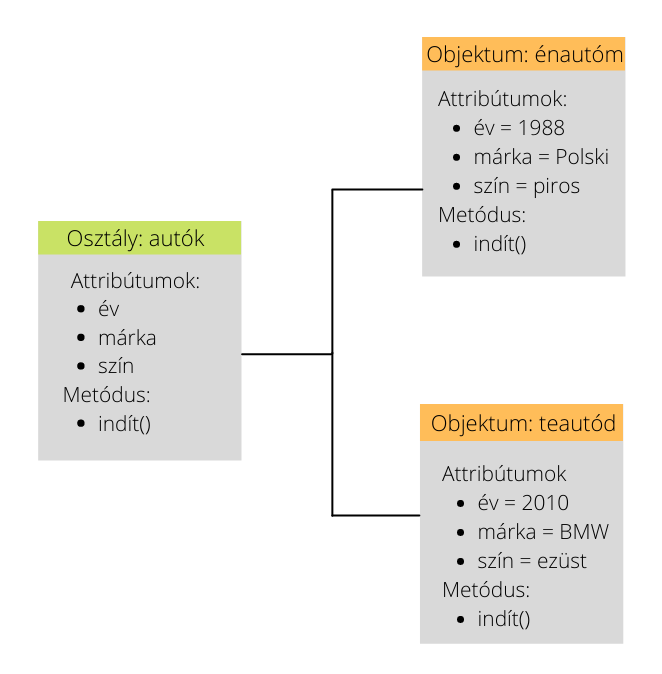 Osztály: autók
Attribútumok:
• év
• márka
• szín
Metódus:
• indít()
Objektum: énautóm
Attribútumok:
• év = 1988
• márka = Polski
• szín = piros
Metódus:
• indít()
Objektum: teautód
Attribútumok
• év = 2010
• márka = BMW
• szín = ezüst
Metódus:
• indít()